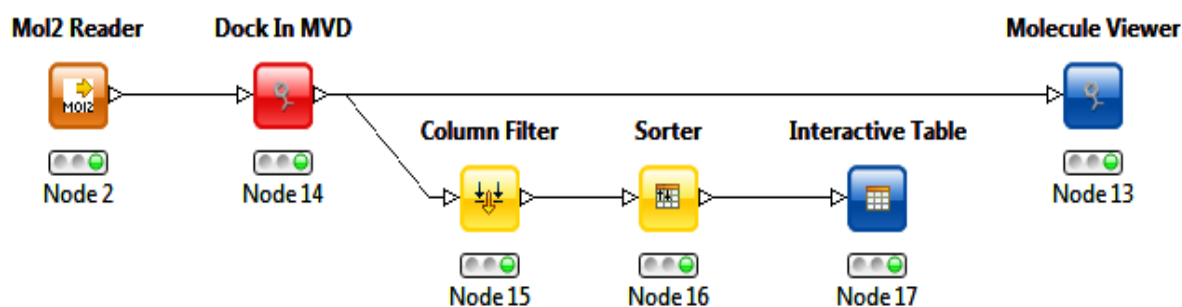 Mol2 Reader
Dock In MVD
Molecule Viewer
MOI2
Node 2
Node 14
Node 13
Column Filter
Sorter
Interactive Table
Node 15
Node 16
Node 17